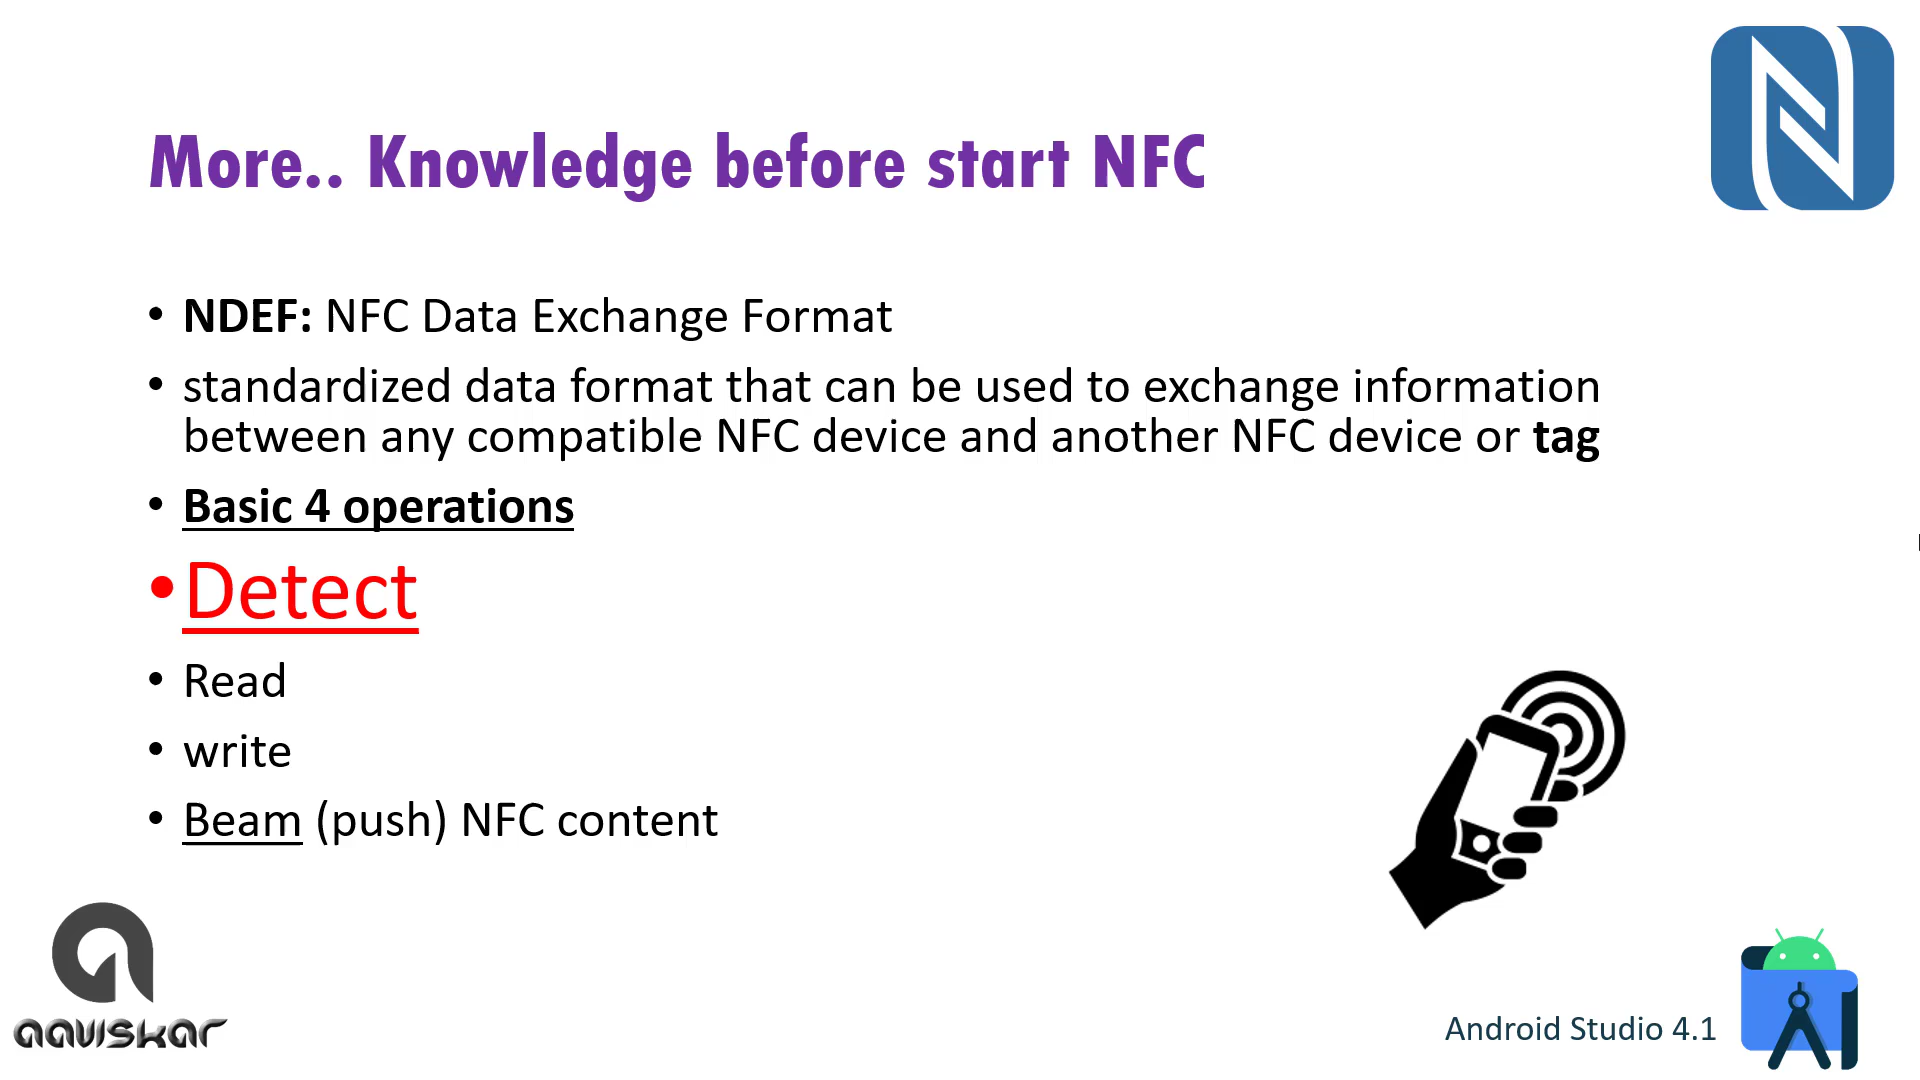 More.. Knowledge before start NFC
• NDEF: NFC Data Exchange Format
• standardized data format that can be used to exchange information
between any compatible NFC device and another NFC device or tag
• Basic 4 operations
• Detect
• Read
• write
• Beam (push) NFC content
aaviskar
Android Studio 4.1